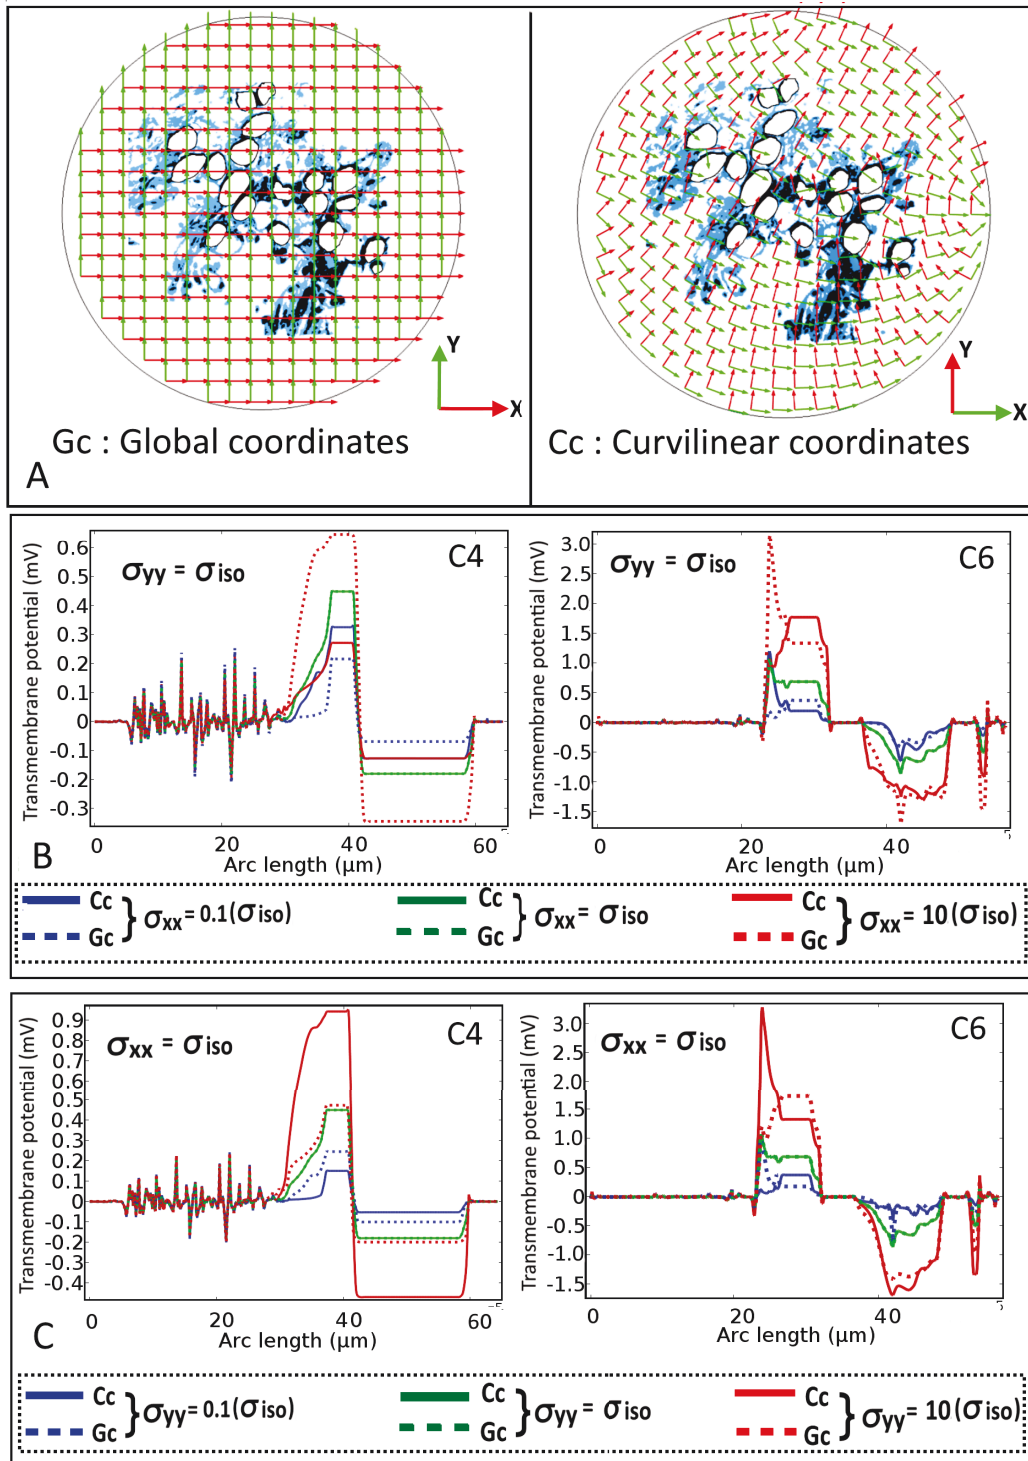 Y
X
Gc : Global coordinates
A
Y
X
Cc : Curvilinear coordinates
Transmembrane potential (mV)
0.6
0.5
0.4
0.3
0.2
0.1
0
-0.1
-0.2
-0.3
σyy = σiso
C4
0 20 40 60
Arc length (μm)
B
Transmembrane potential (mV)
3.0
2.5
2.0
1.5
1.0
0.5
0
-0.5
-1.0
-1.5
σyy = σiso
C6
0 20 40
Arc length (μm)
Cc
Gc
} σxx = 0.1 (σiso)
Cc
Gc
} σxx = σiso
Cc
Gc
} σxx = 10 (σiso)
Transmembrane potential (mV)
0.9
0.8
0.7
0.6
0.5
0.4
0.3
0.2
0.1
0
-0.1
-0.2
-0.3
-0.4
σxx = σiso
C4
0 20 40 60
Arc length (μm)
C
Transmembrane potential (mV)
3.0
2.5
2.0
1.5
1.0
0.5
0
-0.5
-1.0
-1.5
σxx = σiso
C6
0 20 40
Arc length (μm)
Cc
Gc
} σyy = 0.1 (σiso)
Cc
Gc
} σyy = σiso
Cc
Gc
} σyy = 10 (σiso)